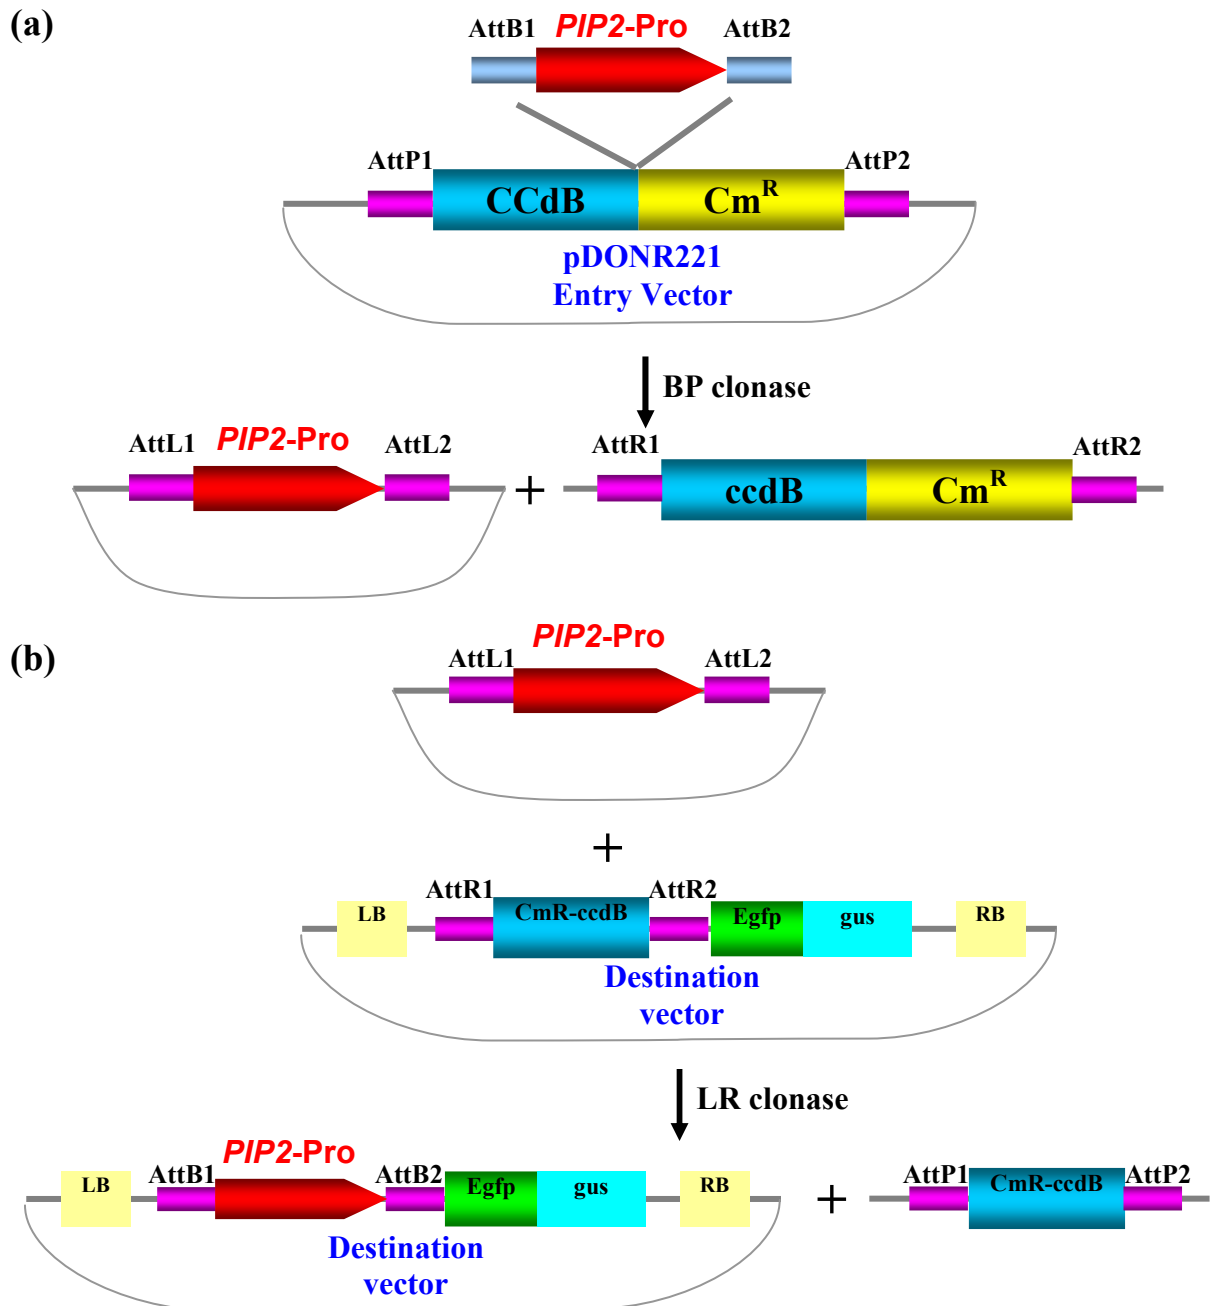 (a)
AttB1 PIP2-Pro AttB2
AttP1 AttP2
CCdB CmR
pDONR221
Entry Vector
BP clonase
AttL1 PIP2-Pro AttL2 AttR1 AttR2
+
ccdB CmR
(b)
PIP2-Pro
AttL1 AttL2
+
AttR1 AttR2
LB CmR-ccdB Egfp gus RB
Destination
vector
LR clonase
PIP2-Pro
AttB1 AttB2 AttP1 AttP2
LB Egfp gus RB + CmR-ccdB
Destination
vector